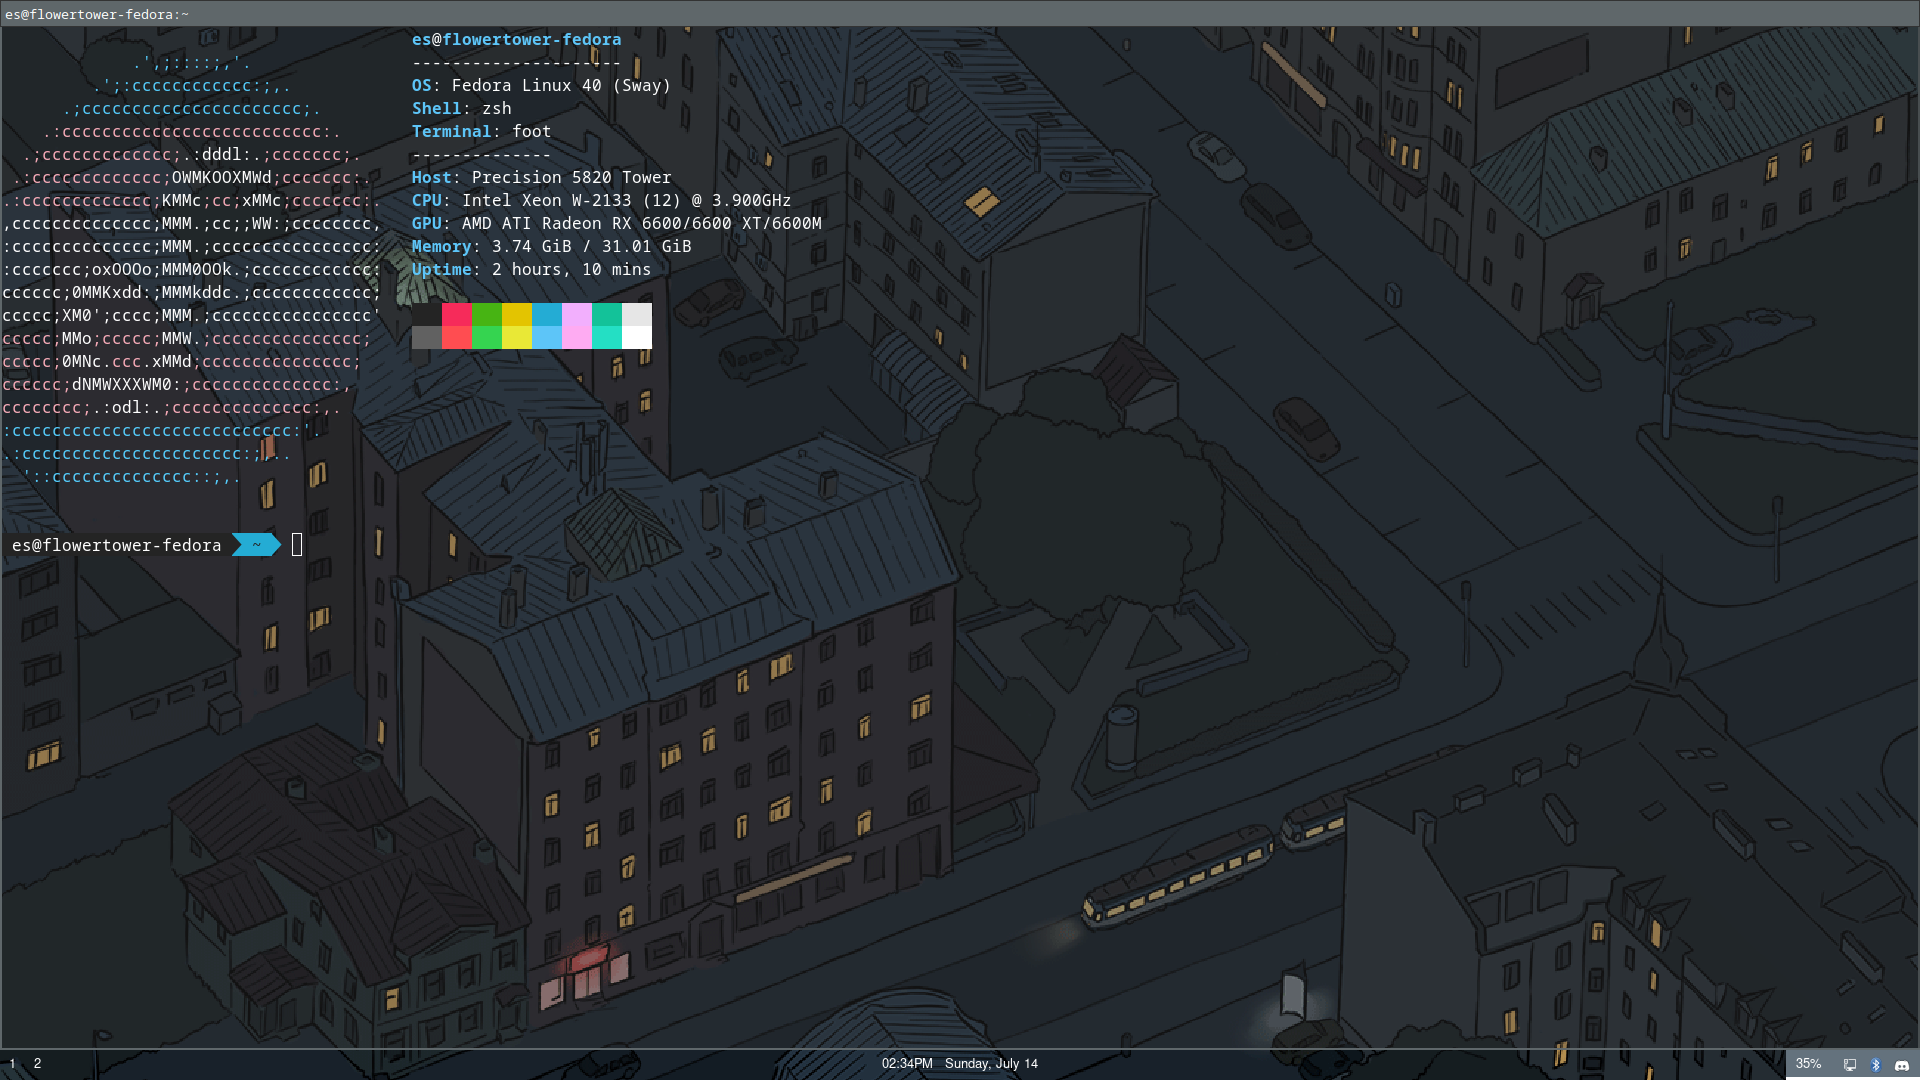 es@flowertower-fedora:~
es@flowertower-fedora
---------------------
OS: Fedora Linux 40 (Sway)
Shell: zsh
Terminal: foot
--------------
Host: Precision 5820 Tower
CPU: Intel Xeon W-2133 (12) @ 3.900GHz
GPU: AMD ATI Radeon RX 6600/6600 XT/6600M
Memory: 3.74 GiB / 31.01 GiB
Uptime: 2 hours, 10 mins
.',;::::;,'.
.';:cccccccccccc:;,.
.;cccccccccccccccccccccc;.
.:cccccccccccccccccccccccccc:.
.;ccccccccccccc;.:dddl:.;ccccccc;.
.:ccccccccccccc;OWMKOOXMWd;ccccccc:.
.:ccccccccccccc;KMMc;cc;xMMc;ccccccc:.
,cccccccccccccc;MMM.;cc;;WW:;cccccccc,
:cccccccccccccc;MMM.;cccccccccccccccc:
:ccccccc;oxOOOo;MMM0OOk.;cccccccccccc:
cccccc;0MMKxdd:;MMMkddc.;cccccccccccc;
ccccc;XM0';cccc;MMM.;cccccccccccccccc'
ccccc;MMo;ccccc;MMW.;ccccccccccccccc;
ccccc;0MNc.ccc.xMMd;ccccccccccccccc;
cccccc;dNMWXXXWM0:;cccccccccccccc:,
cccccccc;.:odl:.;cccccccccccccc:,.
:cccccccccccccccccccccccccccc:'.
.:cccccccccccccccccccccc:;,..
'::cccccccccccccc::;,.
es@flowertower-fedora ~
1 2
02:34PM Sunday, July 14
35%